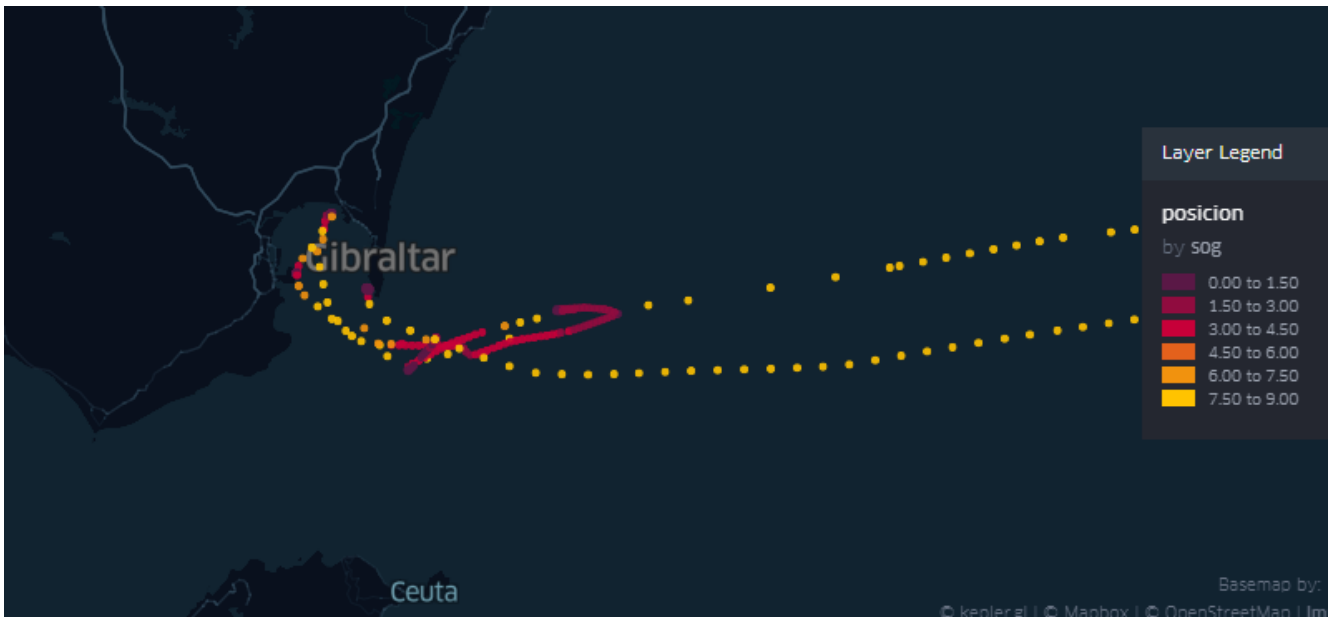 Gibraltar
Ceuta
Layer Legend
posicion
by sog
0.00 to 1.50
1.50 to 3.00
3.00 to 4.50
4.50 to 6.00
6.00 to 7.50
7.50 to 9.00
Basemap by:
© kepler.gl | © Mapbox | © OpenStreetMap | Im